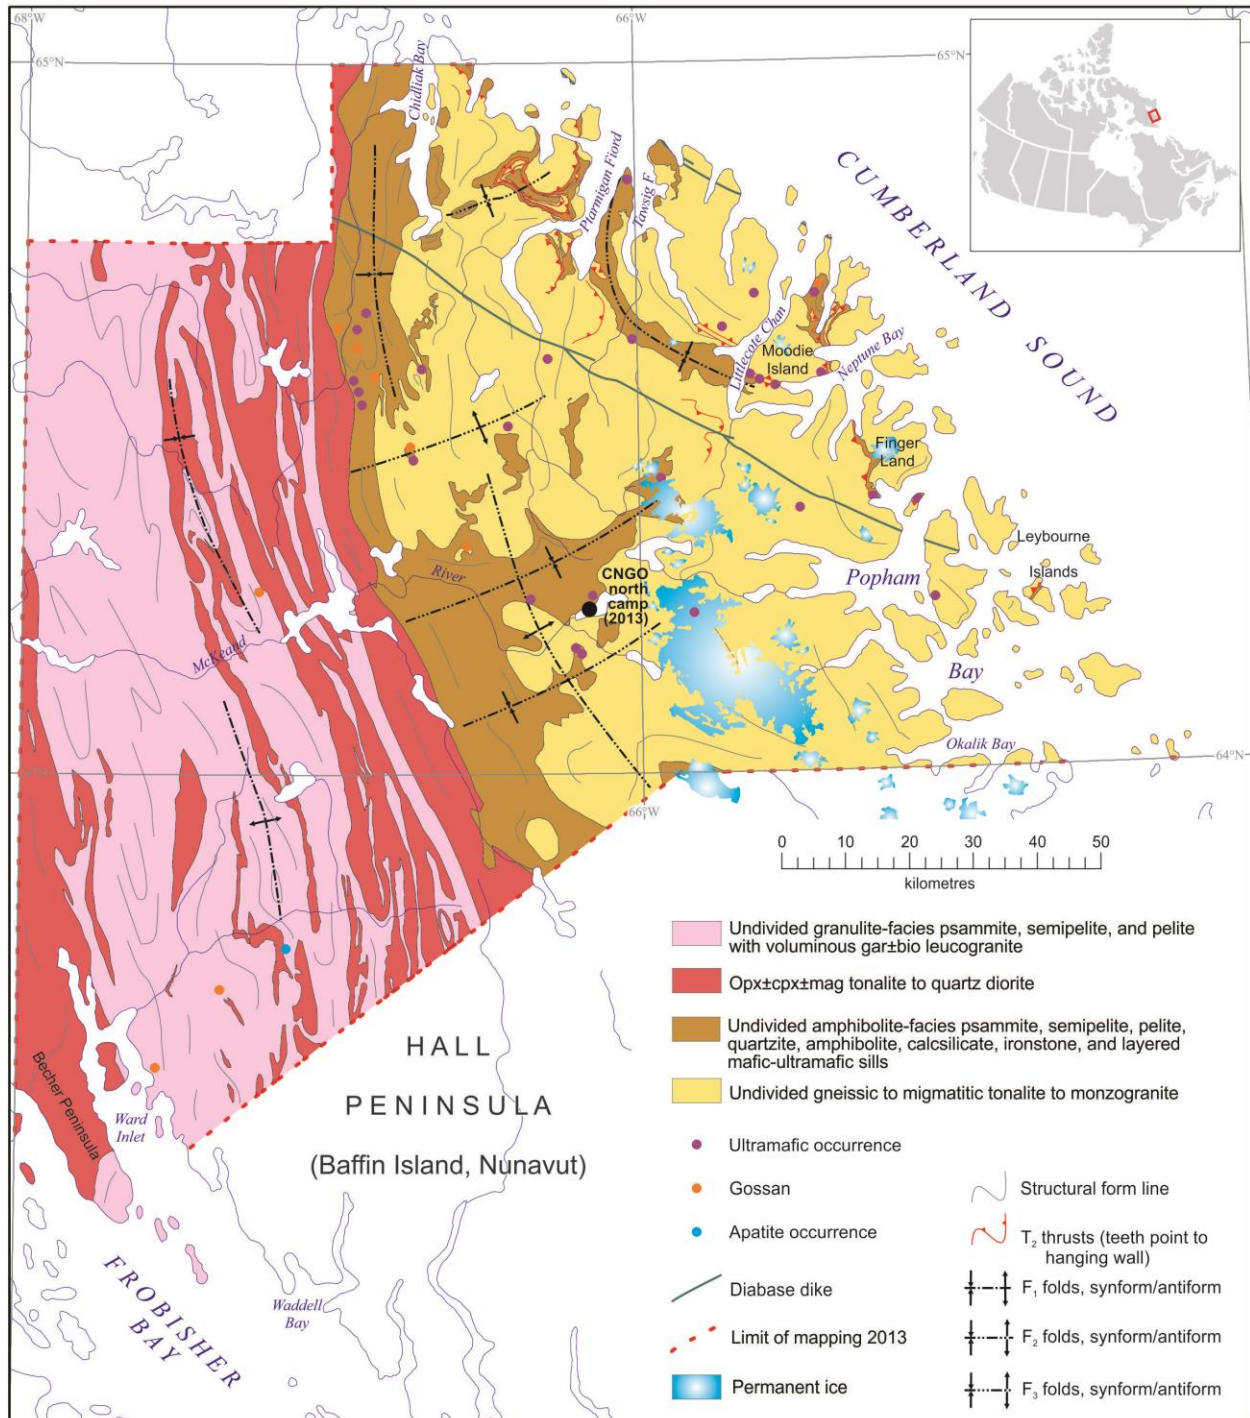 68°W
66°W
65°N
65°N
Chidliak Bay
Ptarmigan Fiord
Tawsig F
CUMBERLAND SOUND
Littlecote Chan
Moodie
Island
Neptune Bay
Finger
Land
Leybourne
Islands
Popham
Bay
River
CNGO
north
camp
(2013)
McKeand
Okalik Bay
64°N
66°W
0 10 20 30 40 50
kilometres
HALL
PENINSULA
(Baffin Island, Nunavut)
Becher Peninsula
Ward
Inlet
FROBISHER
BAY
Waddell
Bay
Undivided granulite-facies psammite, semipelite, and pelite
with voluminous gar±bio leucogranite
Opx±cpx±mag tonalite to quartz diorite
Undivided amphibolite-facies psammite, semipelite, pelite,
quartzite, amphibolite, calcsilicate, ironstone, and layered
mafic-ultramafic sills
Undivided gneissic to migmatitic tonalite to monzogranite
Ultramafic occurrence
Gossan
Apatite occurrence
Diabase dike
Limit of mapping 2013
Permanent ice
Structural form line
T₂ thrusts (teeth point to
hanging wall)
F₁ folds, synform/antiform
F₂ folds, synform/antiform
F₃ folds, synform/antiform